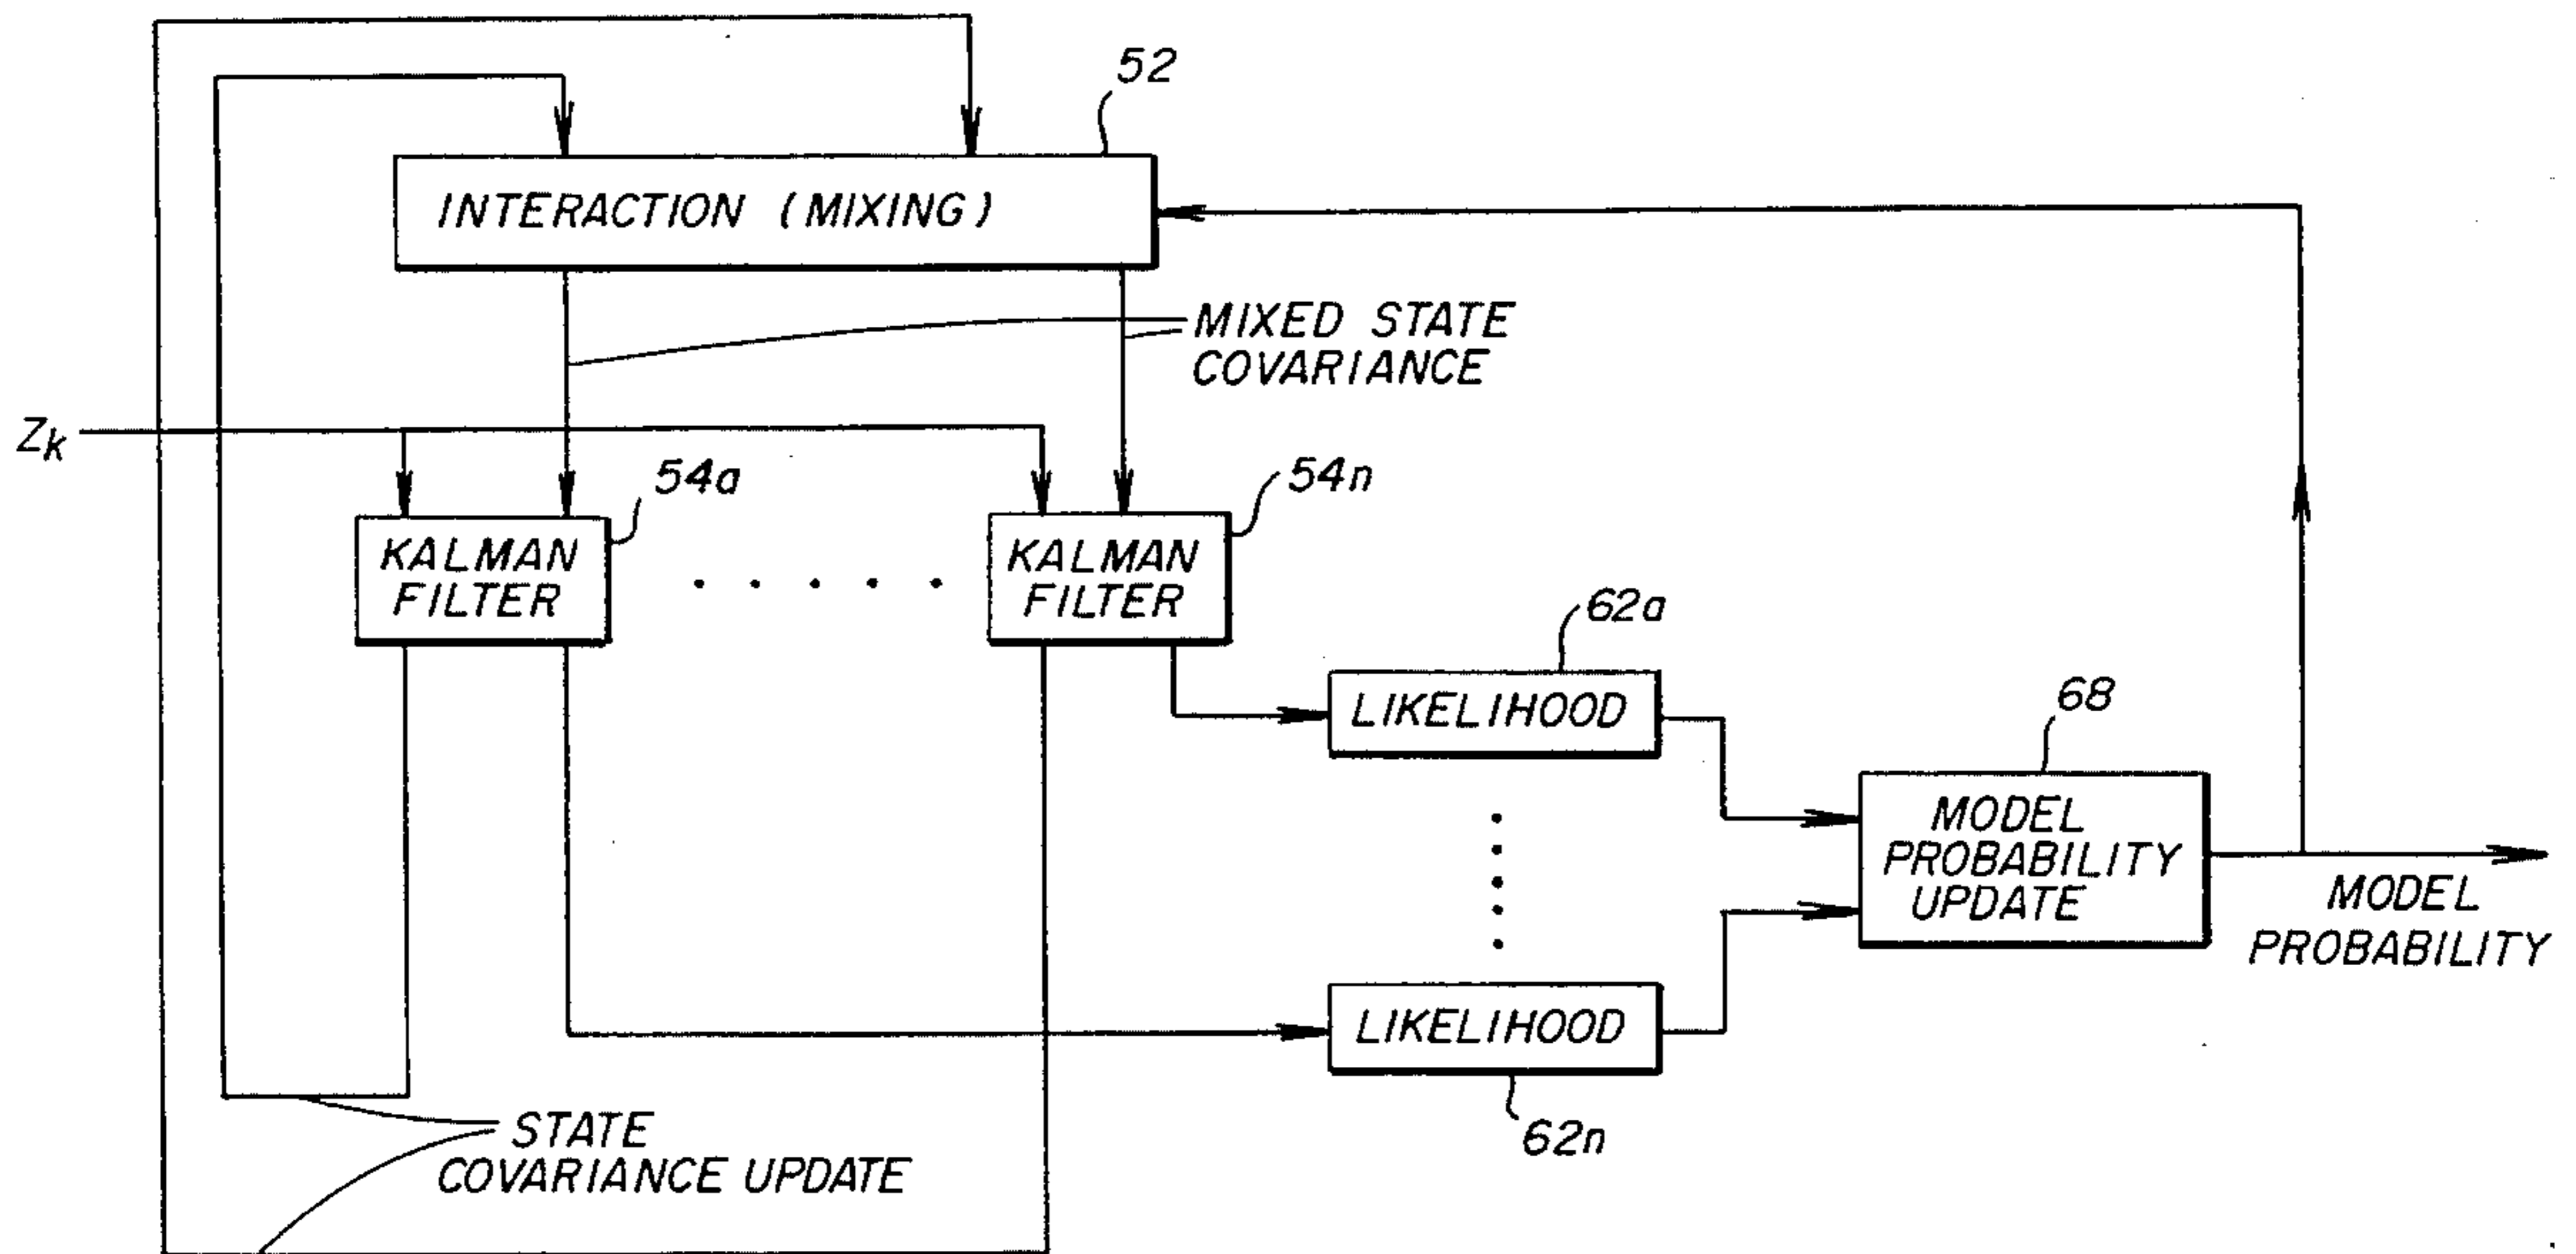 52
INTERACTION (MIXING)
MIXED STATE
COVARIANCE
Zk
54a
54n
KALMAN
FILTER
KALMAN
FILTER
62a
LIKELIHOOD
68
MODEL
PROBABILITY
UPDATE
MODEL
PROBABILITY
LIKELIHOOD
62n
STATE
COVARIANCE UPDATE